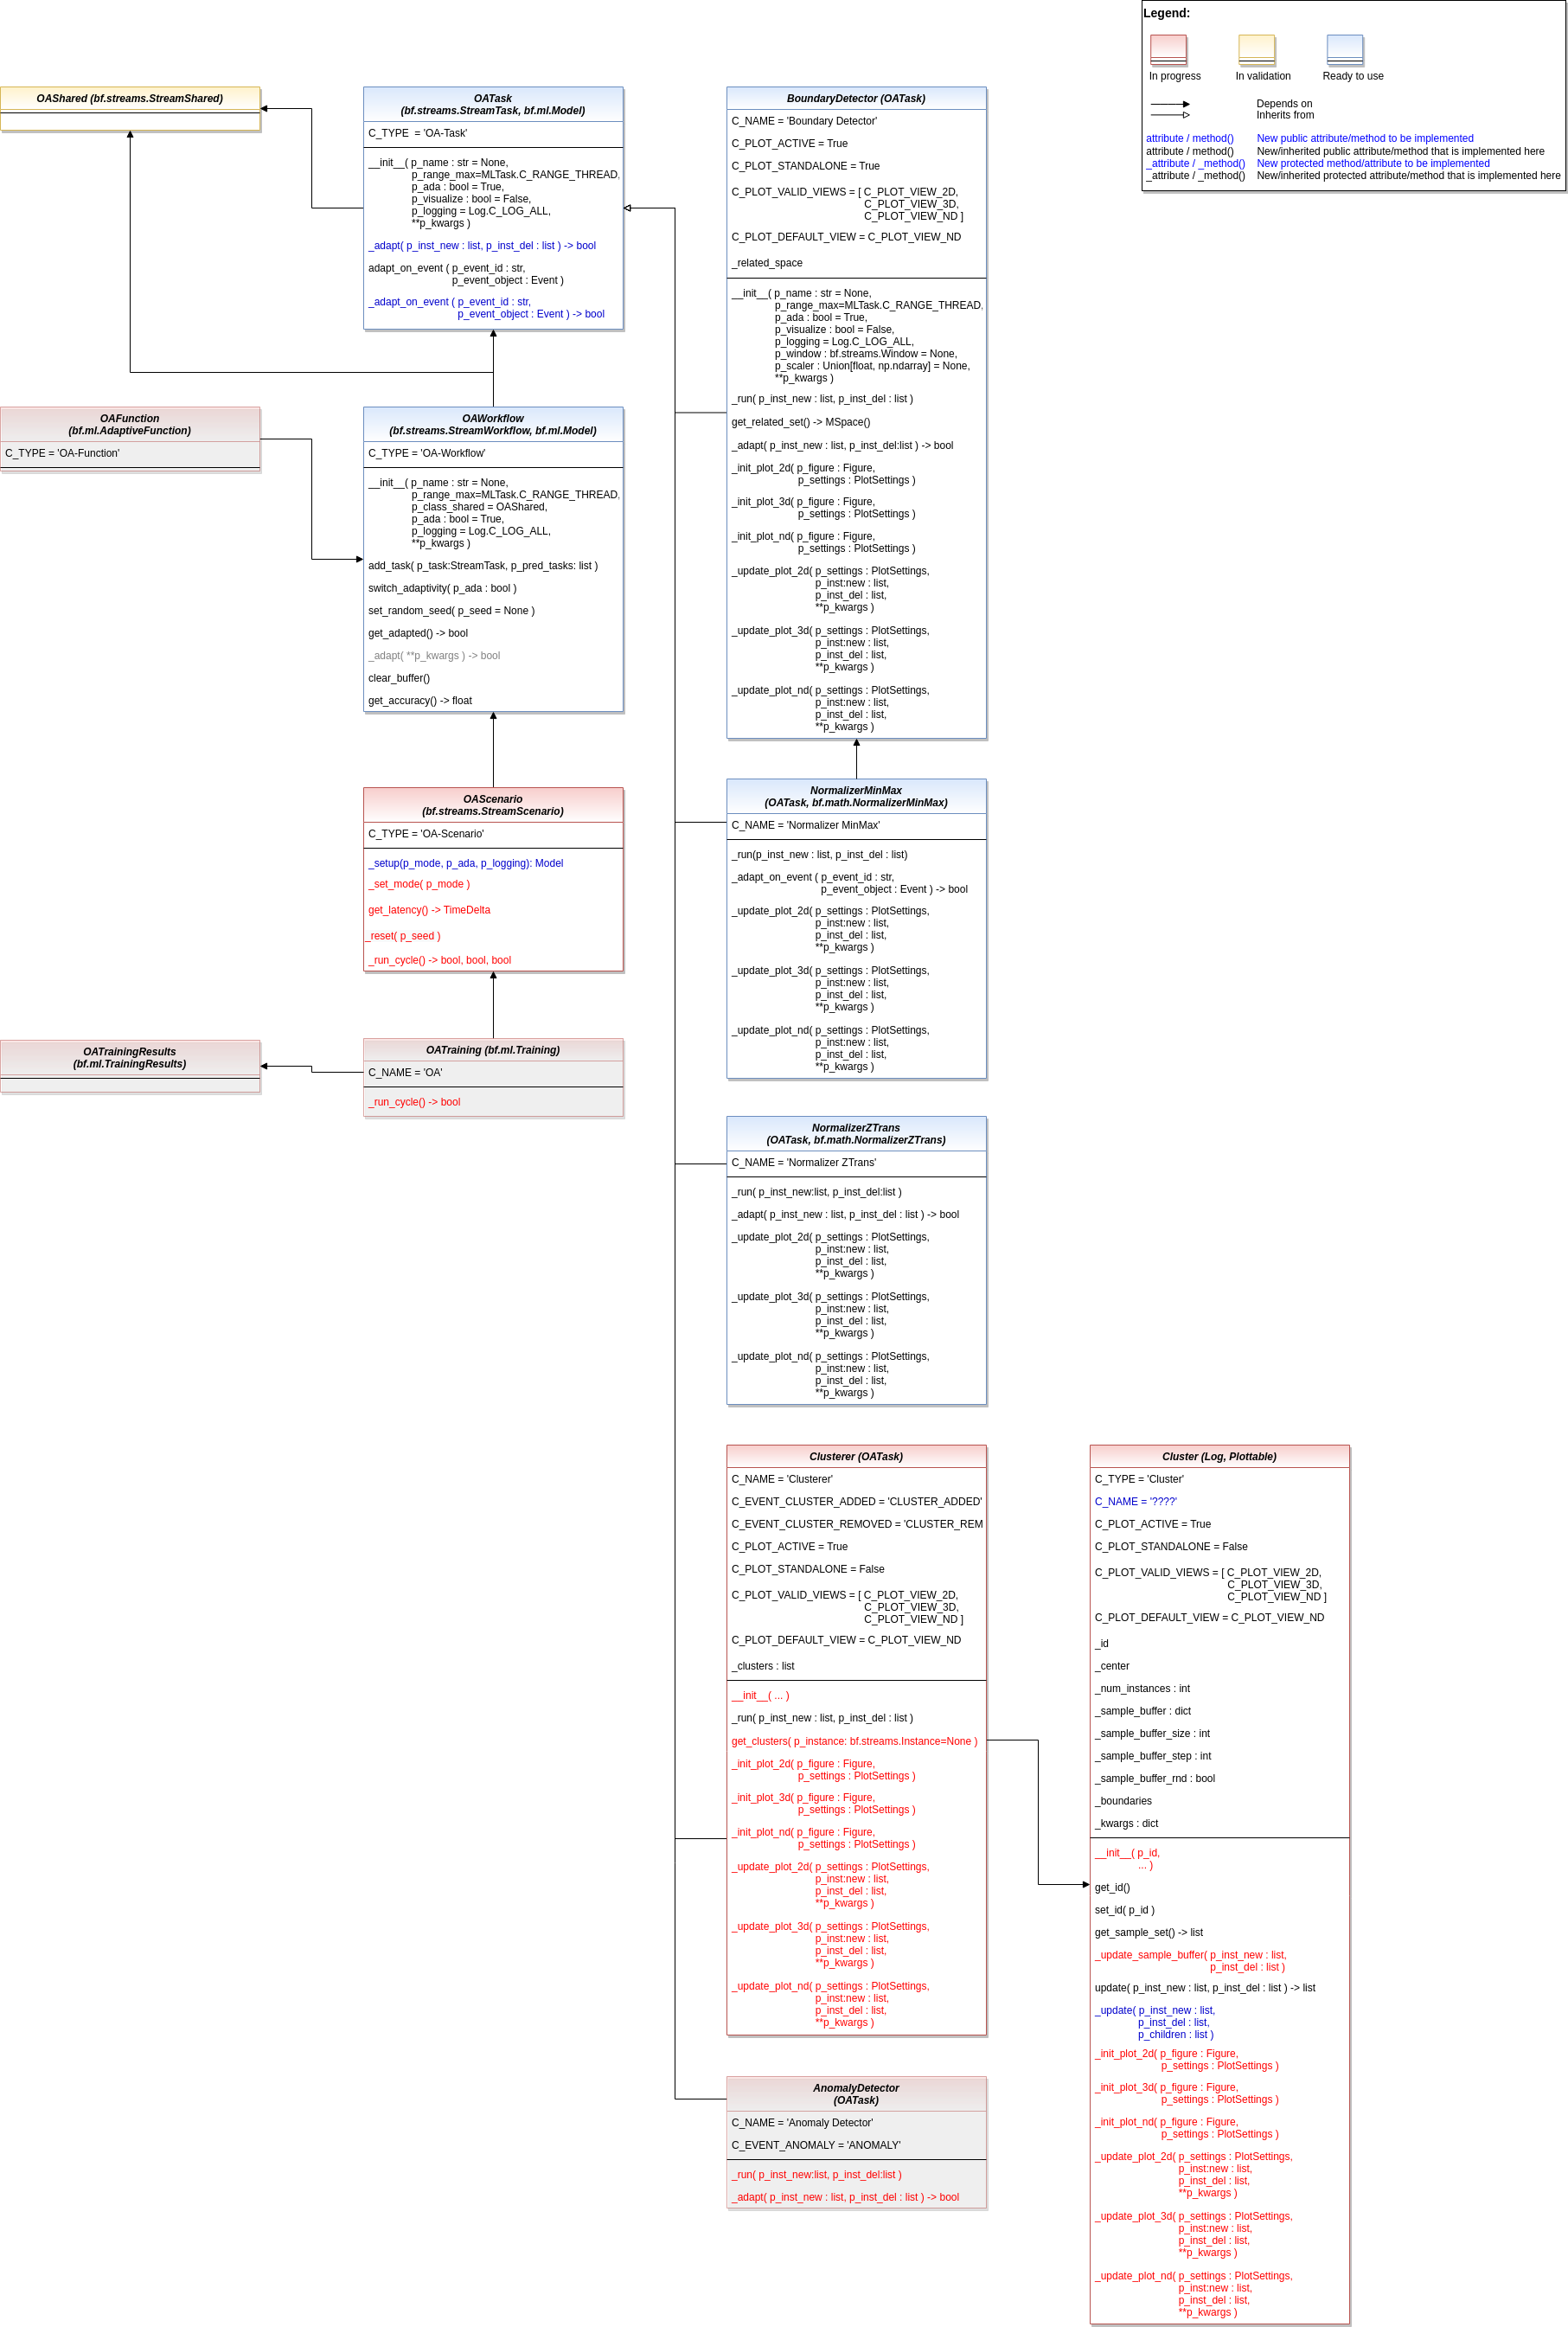 Legend:
In progress
In validation
Ready to use
Depends on
Inherits from
attribute / method() New public attribute/method to be implemented
attribute / method() New/inherited public attribute/method that is implemented here
_attribute / _method() New protected method/attribute to be implemented
_attribute / _method() New/inherited protected attribute/method that is implemented here
OAShared (bf.streams.StreamShared)
OATask
(bf.streams.StreamTask, bf.ml.Model)
C_TYPE  = 'OA-Task'
__init__( p_name : str = None,
p_range_max=MLTask.C_RANGE_THREAD,
p_ada : bool = True,
p_visualize : bool = False,
p_logging = Log.C_LOG_ALL,
**p_kwargs )
_adapt( p_inst_new : list, p_inst_del : list ) -> bool
adapt_on_event ( p_event_id : str,
p_event_object : Event )
_adapt_on_event ( p_event_id : str,
p_event_object : Event ) -> bool
BoundaryDetector (OATask)
C_NAME = 'Boundary Detector'
C_PLOT_ACTIVE = True
C_PLOT_STANDALONE = True
C_PLOT_VALID_VIEWS = [ C_PLOT_VIEW_2D,
C_PLOT_VIEW_3D,
C_PLOT_VIEW_ND ]
C_PLOT_DEFAULT_VIEW = C_PLOT_VIEW_ND
_related_space
__init__( p_name : str = None,
p_range_max=MLTask.C_RANGE_THREAD,
p_ada : bool = True,
p_visualize : bool = False,
p_logging = Log.C_LOG_ALL,
p_window : bf.streams.Window = None,
p_scaler : Union[float, np.ndarray] = None,
**p_kwargs )
_run( p_inst_new : list, p_inst_del : list )
get_related_set() -> MSpace()
_adapt( p_inst_new : list, p_inst_del:list ) -> bool
_init_plot_2d( p_figure : Figure,
p_settings : PlotSettings )
_init_plot_3d( p_figure : Figure,
p_settings : PlotSettings )
_init_plot_nd( p_figure : Figure,
p_settings : PlotSettings )
_update_plot_2d( p_settings : PlotSettings,
p_inst:new : list,
p_inst_del : list,
**p_kwargs )
_update_plot_3d( p_settings : PlotSettings,
p_inst:new : list,
p_inst_del : list,
**p_kwargs )
_update_plot_nd( p_settings : PlotSettings,
p_inst:new : list,
p_inst_del : list,
**p_kwargs )
OAFunction
(bf.ml.AdaptiveFunction)
C_TYPE = 'OA-Function'
OAWorkflow
(bf.streams.StreamWorkflow, bf.ml.Model)
C_TYPE = 'OA-Workflow'
__init__( p_name : str = None,
p_range_max=MLTask.C_RANGE_THREAD,
p_class_shared = OAShared,
p_ada : bool = True,
p_logging = Log.C_LOG_ALL,
**p_kwargs )
add_task( p_task:StreamTask, p_pred_tasks: list )
switch_adaptivity( p_ada : bool )
set_random_seed( p_seed = None )
get_adapted() -> bool
_adapt( **p_kwargs ) -> bool
clear_buffer()
get_accuracy() -> float
OAScenario
(bf.streams.StreamScenario)
C_TYPE = 'OA-Scenario'
_setup(p_mode, p_ada, p_logging): Model
_set_mode( p_mode )
get_latency() -> TimeDelta
_reset( p_seed )
_run_cycle() -> bool, bool, bool
NormalizerMinMax
(OATask, bf.math.NormalizerMinMax)
C_NAME = 'Normalizer MinMax'
_run(p_inst_new : list, p_inst_del : list)
_adapt_on_event ( p_event_id : str,
p_event_object : Event ) -> bool
_update_plot_2d( p_settings : PlotSettings,
p_inst:new : list,
p_inst_del : list,
**p_kwargs )
_update_plot_3d( p_settings : PlotSettings,
p_inst:new : list,
p_inst_del : list,
**p_kwargs )
_update_plot_nd( p_settings : PlotSettings,
p_inst:new : list,
p_inst_del : list,
**p_kwargs )
OATrainingResults
(bf.ml.TrainingResults)
OATraining (bf.ml.Training)
C_NAME = 'OA'
_run_cycle() -> bool
NormalizerZTrans
(OATask, bf.math.NormalizerZTrans)
C_NAME = 'Normalizer ZTrans'
_run( p_inst_new:list, p_inst_del:list )
_adapt( p_inst_new : list, p_inst_del : list ) -> bool
_update_plot_2d( p_settings : PlotSettings,
p_inst:new : list,
p_inst_del : list,
**p_kwargs )
_update_plot_3d( p_settings : PlotSettings,
p_inst:new : list,
p_inst_del : list,
**p_kwargs )
_update_plot_nd( p_settings : PlotSettings,
p_inst:new : list,
p_inst_del : list,
**p_kwargs )
Clusterer (OATask)
C_NAME = 'Clusterer'
C_EVENT_CLUSTER_ADDED = 'CLUSTER_ADDED'
C_EVENT_CLUSTER_REMOVED = 'CLUSTER_REM
C_PLOT_ACTIVE = True
C_PLOT_STANDALONE = False
C_PLOT_VALID_VIEWS = [ C_PLOT_VIEW_2D,
C_PLOT_VIEW_3D,
C_PLOT_VIEW_ND ]
C_PLOT_DEFAULT_VIEW = C_PLOT_VIEW_ND
_clusters : list
__init__( ... )
_run( p_inst_new : list, p_inst_del : list )
get_clusters( p_instance: bf.streams.Instance=None )
_init_plot_2d( p_figure : Figure,
p_settings : PlotSettings )
_init_plot_3d( p_figure : Figure,
p_settings : PlotSettings )
_init_plot_nd( p_figure : Figure,
p_settings : PlotSettings )
_update_plot_2d( p_settings : PlotSettings,
p_inst:new : list,
p_inst_del : list,
**p_kwargs )
_update_plot_3d( p_settings : PlotSettings,
p_inst:new : list,
p_inst_del : list,
**p_kwargs )
_update_plot_nd( p_settings : PlotSettings,
p_inst:new : list,
p_inst_del : list,
**p_kwargs )
Cluster (Log, Plottable)
C_TYPE = 'Cluster'
C_NAME = '????'
C_PLOT_ACTIVE = True
C_PLOT_STANDALONE = False
C_PLOT_VALID_VIEWS = [ C_PLOT_VIEW_2D,
C_PLOT_VIEW_3D,
C_PLOT_VIEW_ND ]
C_PLOT_DEFAULT_VIEW = C_PLOT_VIEW_ND
_id
_center
_num_instances : int
_sample_buffer : dict
_sample_buffer_size : int
_sample_buffer_step : int
_sample_buffer_rnd : bool
_boundaries
_kwargs : dict
__init__( p_id,
... )
get_id()
set_id( p_id )
get_sample_set() -> list
_update_sample_buffer( p_inst_new : list,
p_inst_del : list )
update( p_inst_new : list, p_inst_del : list ) -> list
_update( p_inst_new : list,
p_inst_del : list,
p_children : list )
_init_plot_2d( p_figure : Figure,
p_settings : PlotSettings )
_init_plot_3d( p_figure : Figure,
p_settings : PlotSettings )
_init_plot_nd( p_figure : Figure,
p_settings : PlotSettings )
_update_plot_2d( p_settings : PlotSettings,
p_inst:new : list,
p_inst_del : list,
**p_kwargs )
_update_plot_3d( p_settings : PlotSettings,
p_inst:new : list,
p_inst_del : list,
**p_kwargs )
_update_plot_nd( p_settings : PlotSettings,
p_inst:new : list,
p_inst_del : list,
**p_kwargs )
AnomalyDetector
(OATask)
C_NAME = 'Anomaly Detector'
C_EVENT_ANOMALY = 'ANOMALY'
_run( p_inst_new:list, p_inst_del:list )
_adapt( p_inst_new : list, p_inst_del : list ) -> bool